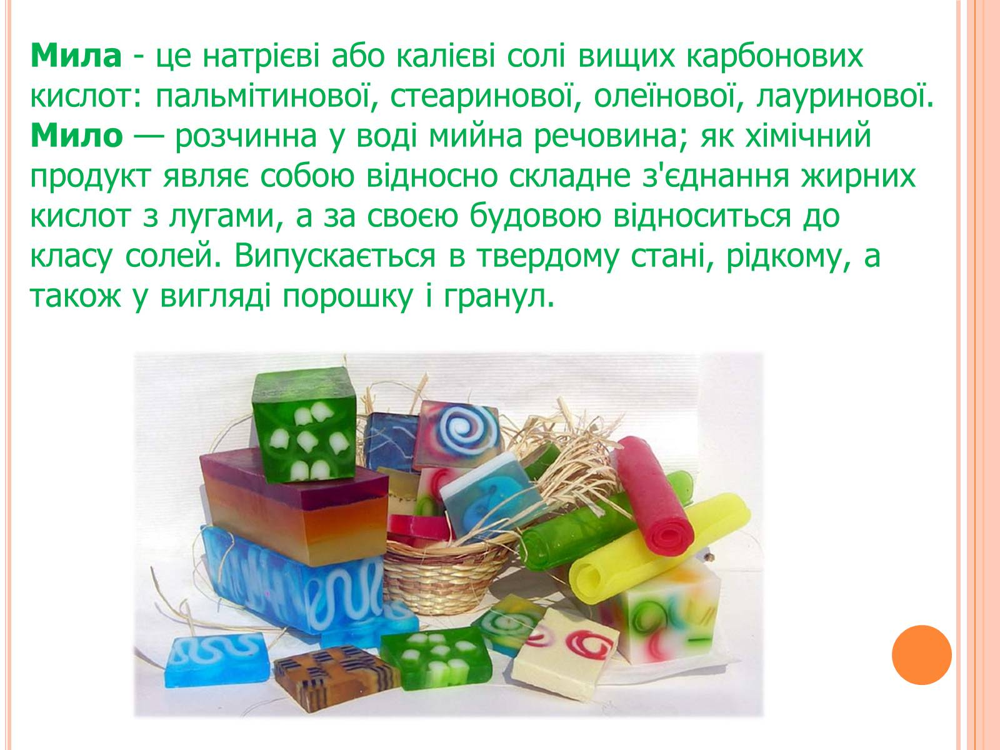 Мила - це натрієві або калієві солі вищих карбонових
кислот: пальмітинової, стеаринової, олеїнової, лауринової.
Мило — розчинна у воді мийна речовина; як хімічний
продукт являє собою відносно складне з'єднання жирних
кислот з лугами, а за своєю будовою відноситься до
класу солей. Випускається в твердому стані, рідкому, а
також у вигляді порошку і гранул.